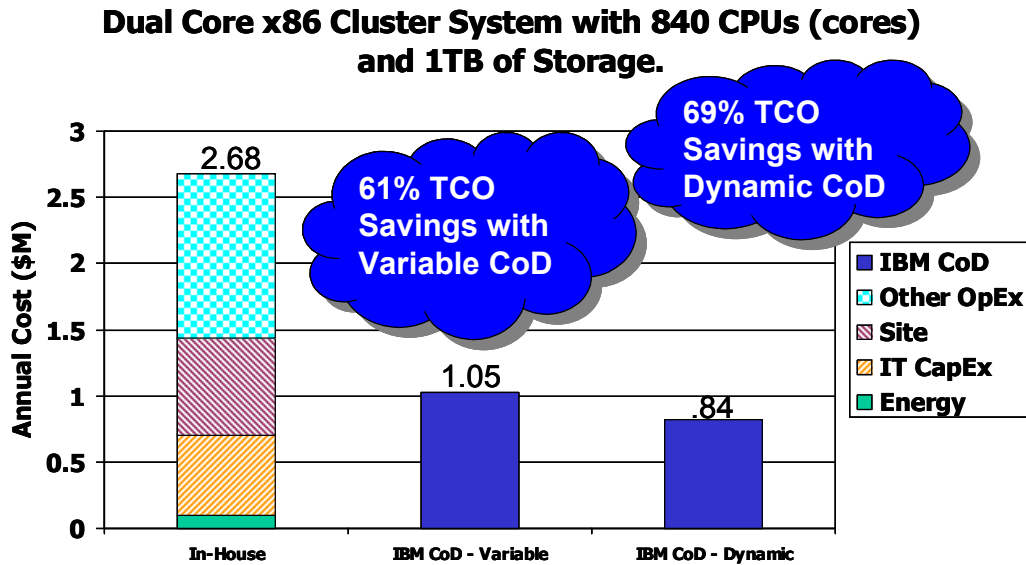 Dual Core x86 Cluster System with 840 CPUs (cores)
and 1TB of Storage.
69% TCO
Savings with
Dynamic CoD
61% TCO
Savings with
Variable CoD
Annual Cost ($M)
3
2.5
2
1.5
1
0.5
0
2.68
1.05
.84
In-House
IBM CoD - Variable
IBM CoD - Dynamic
IBM CoD
Other OpEx
Site
IT CapEx
Energy